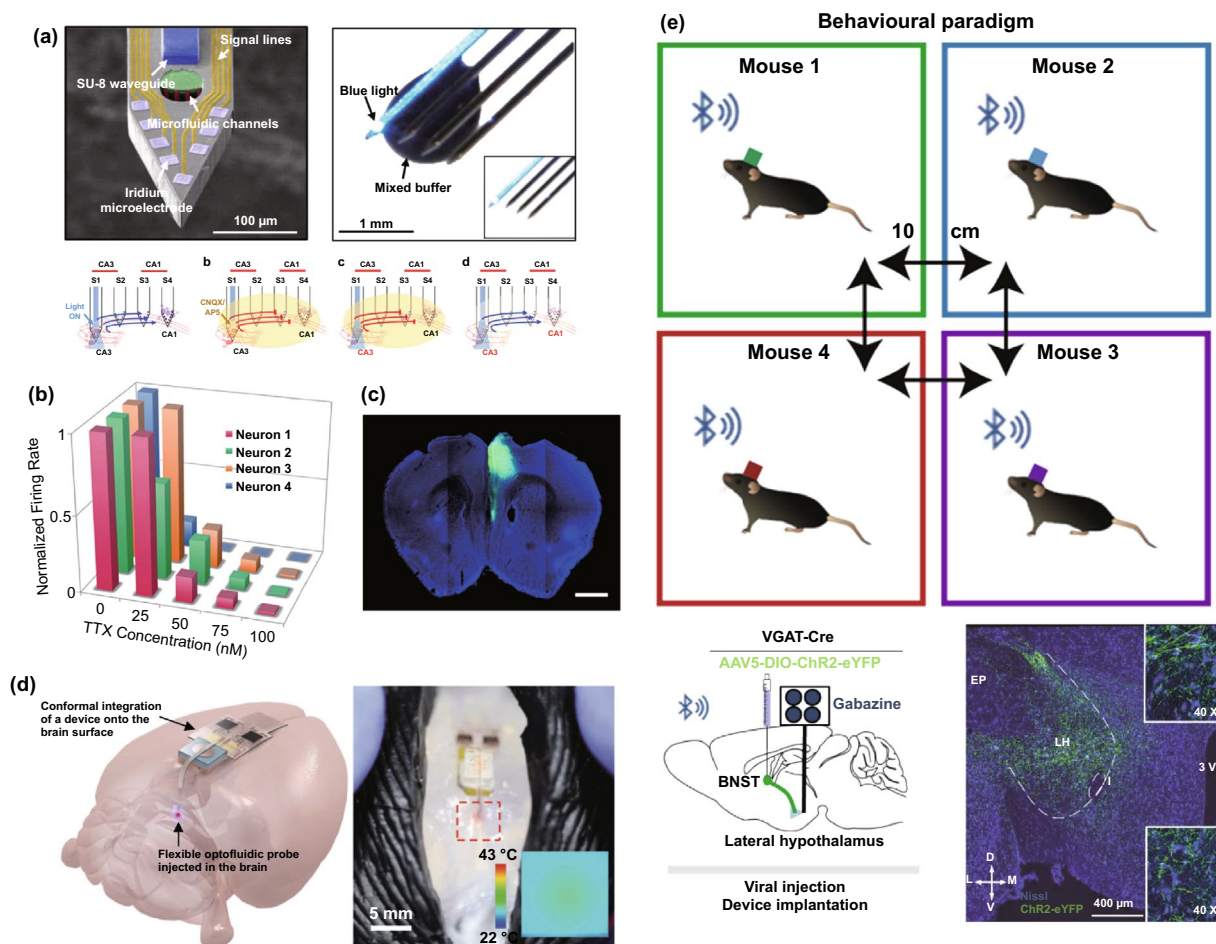 (a)
Signal lines
SU-8 waveguide
Microfluidic channels
Iridium
microelectrode
100 µm
Blue light
Mixed buffer
1 mm
CA3
CA1
S1
S2
S3
S4
Light
ON
CA1
CA3
b
CA3
CA1
S1
S2
S3
S4
CNQX/
AP5
CA1
CA3
c
CA3
CA1
S1
S2
S3
S4
CA1
CA3
d
CA3
CA1
S1
S2
S3
S4
CA1
CA3
(b)
Normalized Firing Rate
1
0.5
0
Neuron 1
Neuron 2
Neuron 3
Neuron 4
0
25
50
75
100
TTX Concentration (nM)
(c)
(d)
Conformal integration
of a device onto the
brain surface
Flexible optofluidic probe
injected in the brain
43 °C
22 °C
5 mm
(e)
Behavioural paradigm
Mouse 1
Mouse 2
10 cm
Mouse 4
Mouse 3
VGAT-Cre
AAV5-DIO-ChR2-eYFP
Gabazine
BNST
Lateral hypothalamus
Viral injection
Device implantation
EP
LH
3 V
I
40 X
D
L M
V
Nissl
ChR2-eYFP
400 µm
40 X